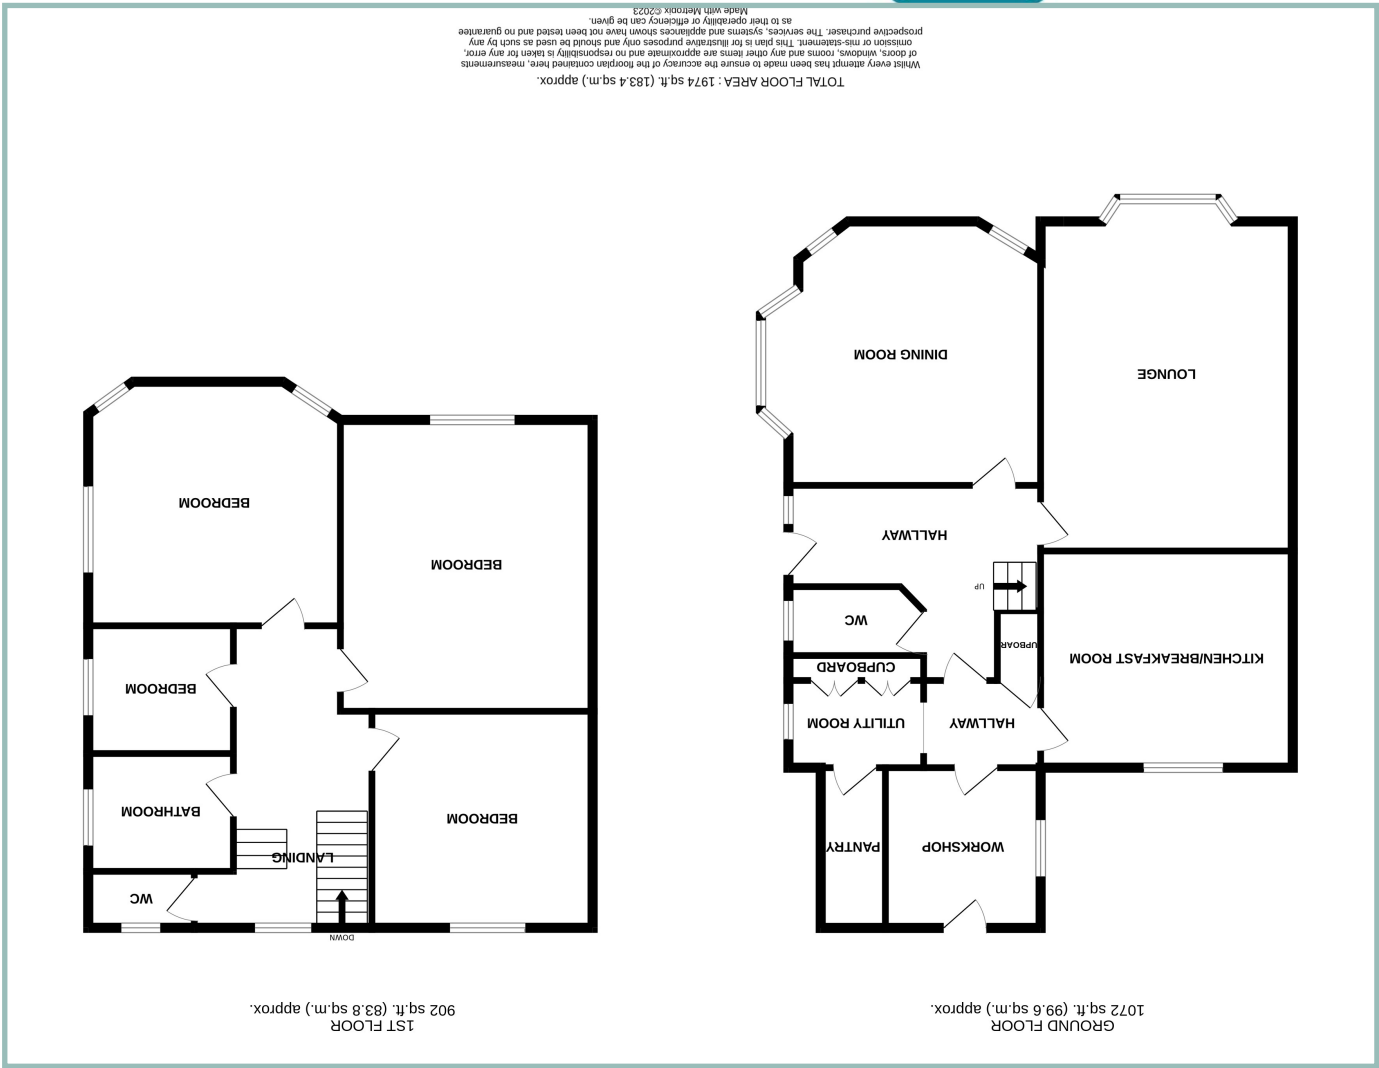 GROUND FLOOR
1072 sq.ft. (99.6 sq.m.) approx.
WORKSHOP
PANTRY
HALLWAY
UTILITY ROOM
CUPBOARD
KITCHEN/BREAKFAST ROOM
UPBOAR
WC
UP
HALLWAY
LOUNGE
DINING ROOM
1ST FLOOR
902 sq.ft. (83.8 sq.m.) approx.
DOWN
WC
LANDING
BEDROOM
BATHROOM
BEDROOM
BEDROOM
BEDROOM
TOTAL FLOOR AREA : 1974 sq.ft. (183.4 sq.m.) approx.
Whilst every attempt has been made to ensure the accuracy of the floorplan contained here, measurements
of doors, windows, rooms and any other items are approximate and no responsibility is taken for any error,
omission or mis-statement. This plan is for illustrative purposes only and should be used as such by any
prospective purchaser. The services, systems and appliances shown have not been tested and no guarantee
as to their operability or efficiency can be given.
Made with Metropix ©2023